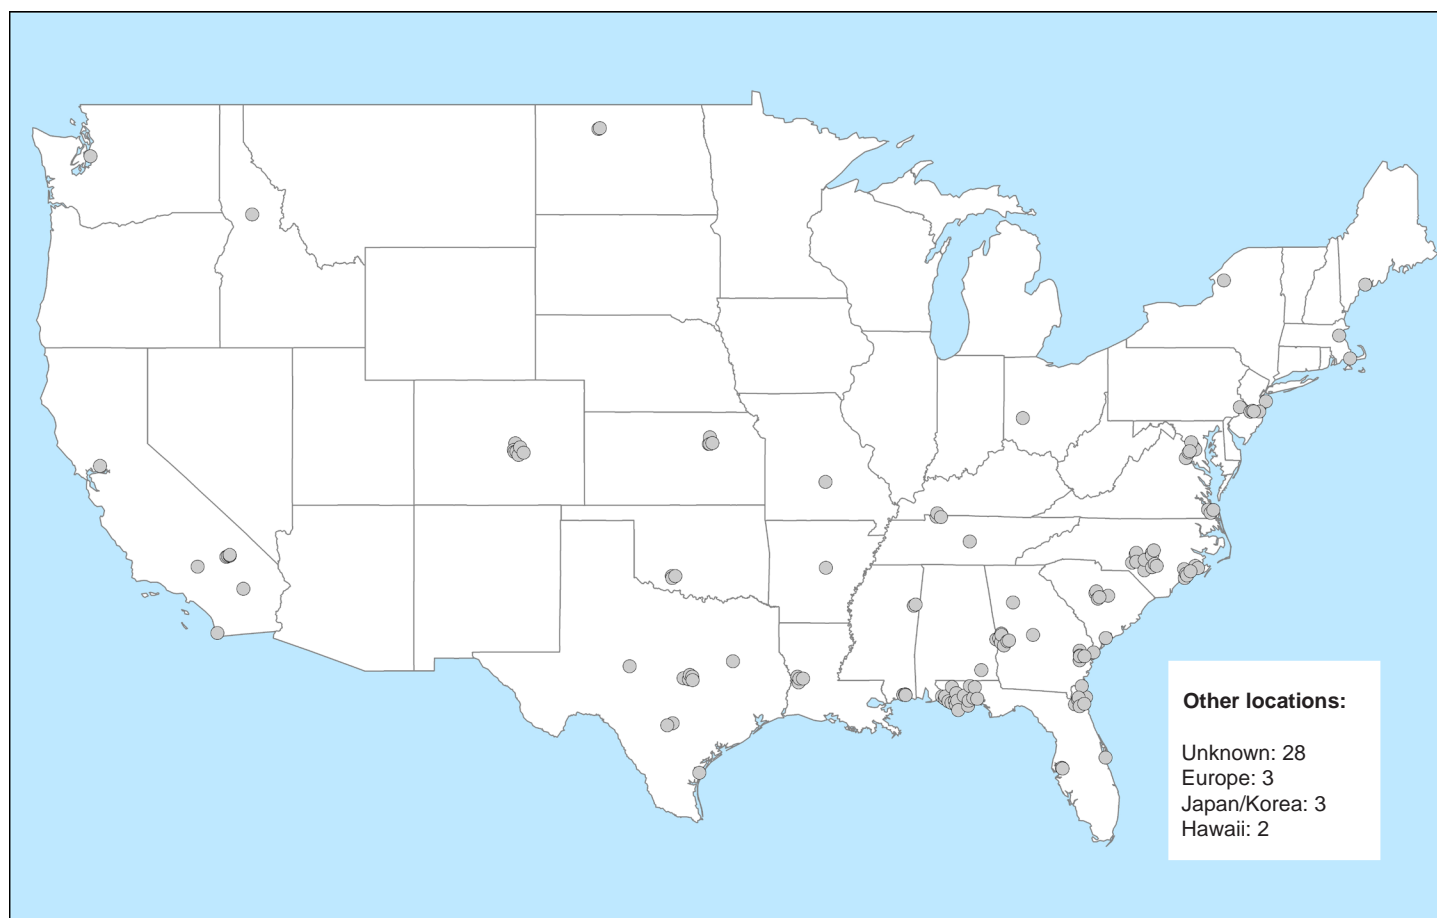 Other locations:
Unknown: 28
Europe: 3
Japan/Korea: 3
Hawaii: 2